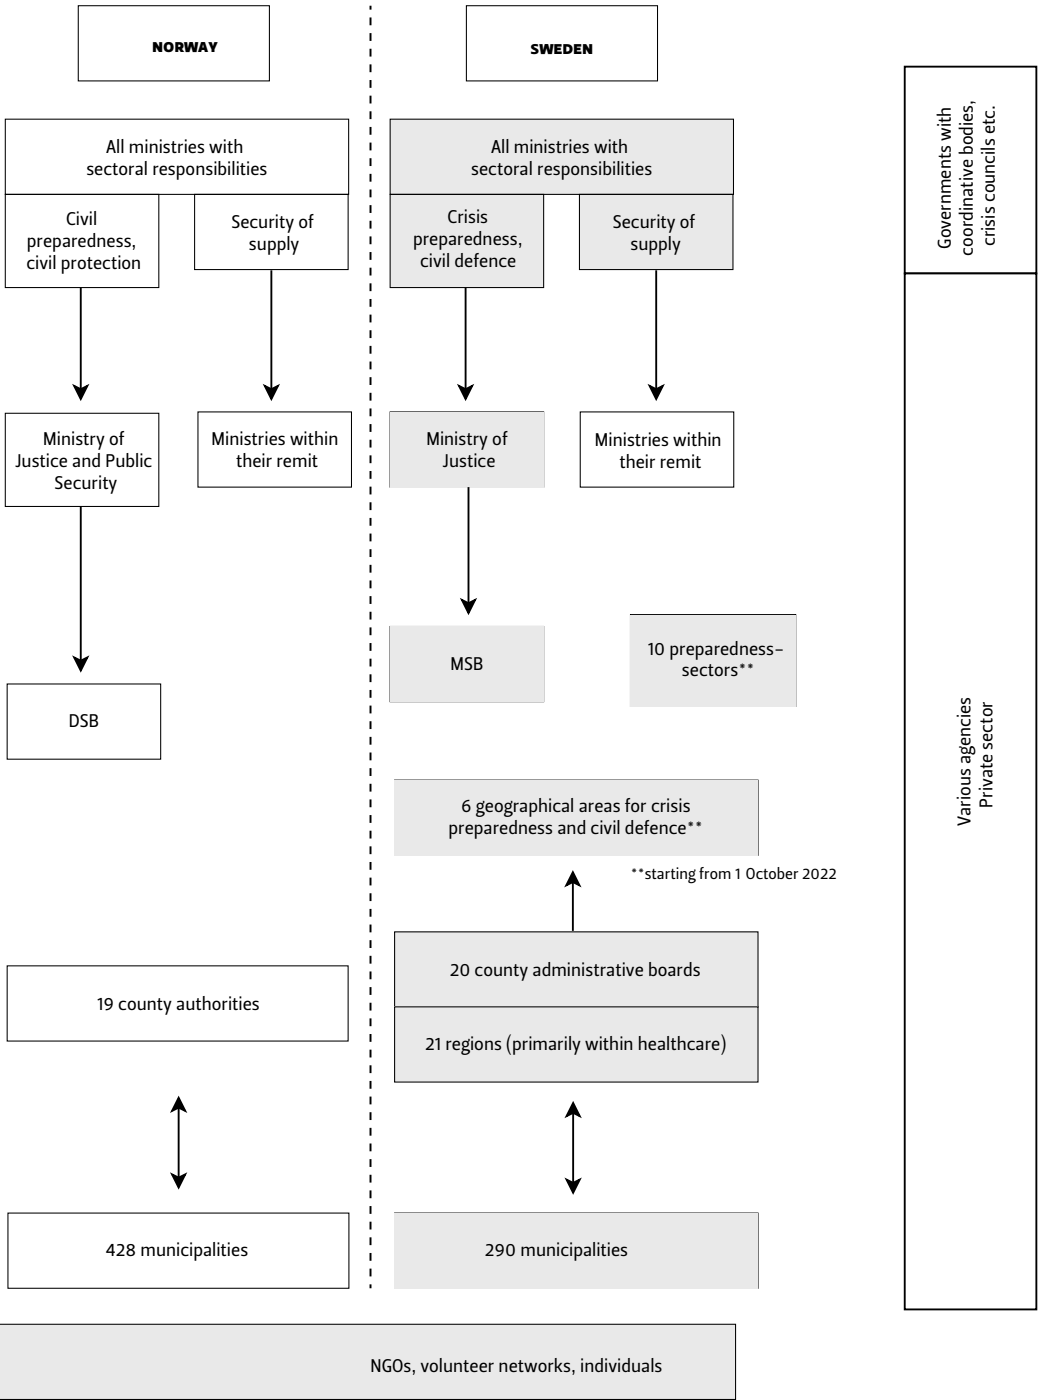 NORWAY
SWEDEN
All ministries with
sectoral responsibilities
Civil
preparedness,
civil protection
Security of
supply
All ministries with
sectoral responsibilities
Crisis
preparedness,
civil defence
Security of
supply
Governments with
coordinative bodies,
crisis councils etc.
Ministry of
Justice and Public
Security
Ministries within
their remit
Ministry of
Justice
Ministries within
their remit
DSB
MSB
10 preparedness-
sectors**
6 geographical areas for crisis
preparedness and civil defence**
**starting from 1 October 2022
Various agencies
Private sector
19 county authorities
20 county administrative boards
21 regions (primarily within healthcare)
428 municipalities
290 municipalities
NGOs, volunteer networks, individuals